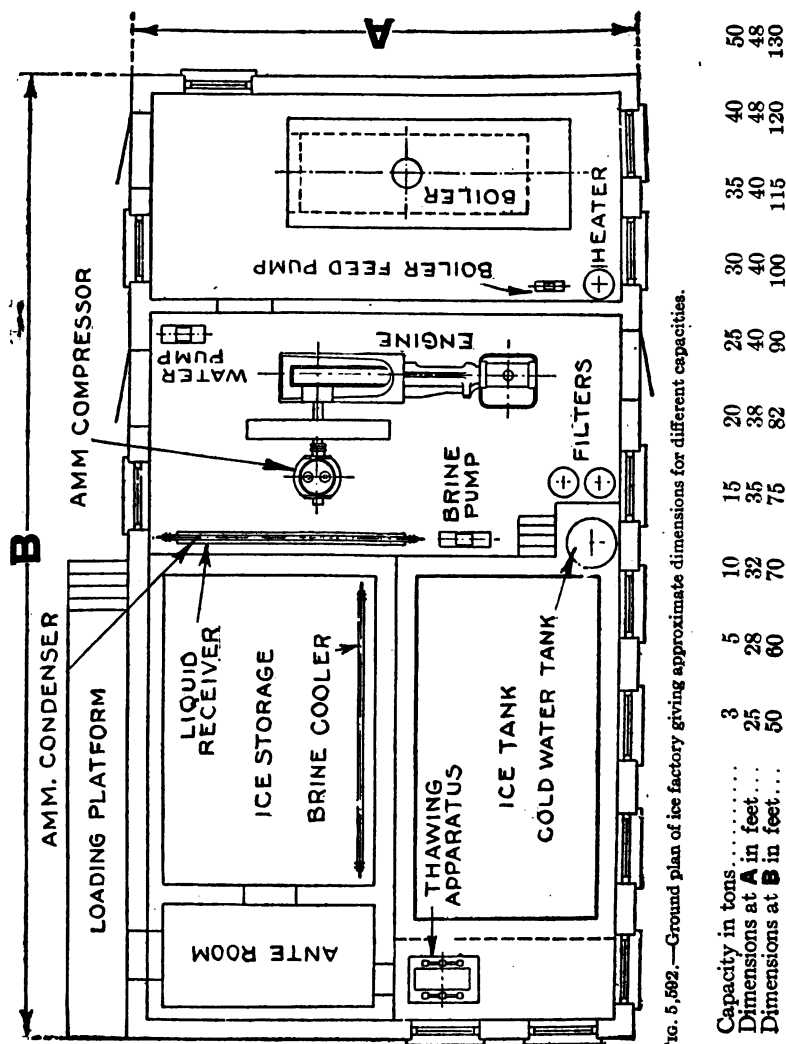 B
A
AMM. CONDENSER
AMM COMPRESSOR
LOADING PLATFORM
LIQUID
RECEIVER
ICE STORAGE
BRINE COOLER
ANTE ROOM
WATER
PUMP
ENGINE
BRINE
PUMP
FILTERS
BOILER
BOILER FEED PUMP
HEATER
THAWING
APPARATUS
ICE TANK
COLD WATER TANK
IG. 5,592.—Ground plan of ice factory giving approximate dimensions for different capacities.
Capacity in tons........... 3 5 10 15 20 25 30 35 40 50
Dimensions at A in feet... 25 28 32 35 38 40 40 40 48 48
Dimensions at B in feet... 50 60 70 75 82 90 100 115 120 130